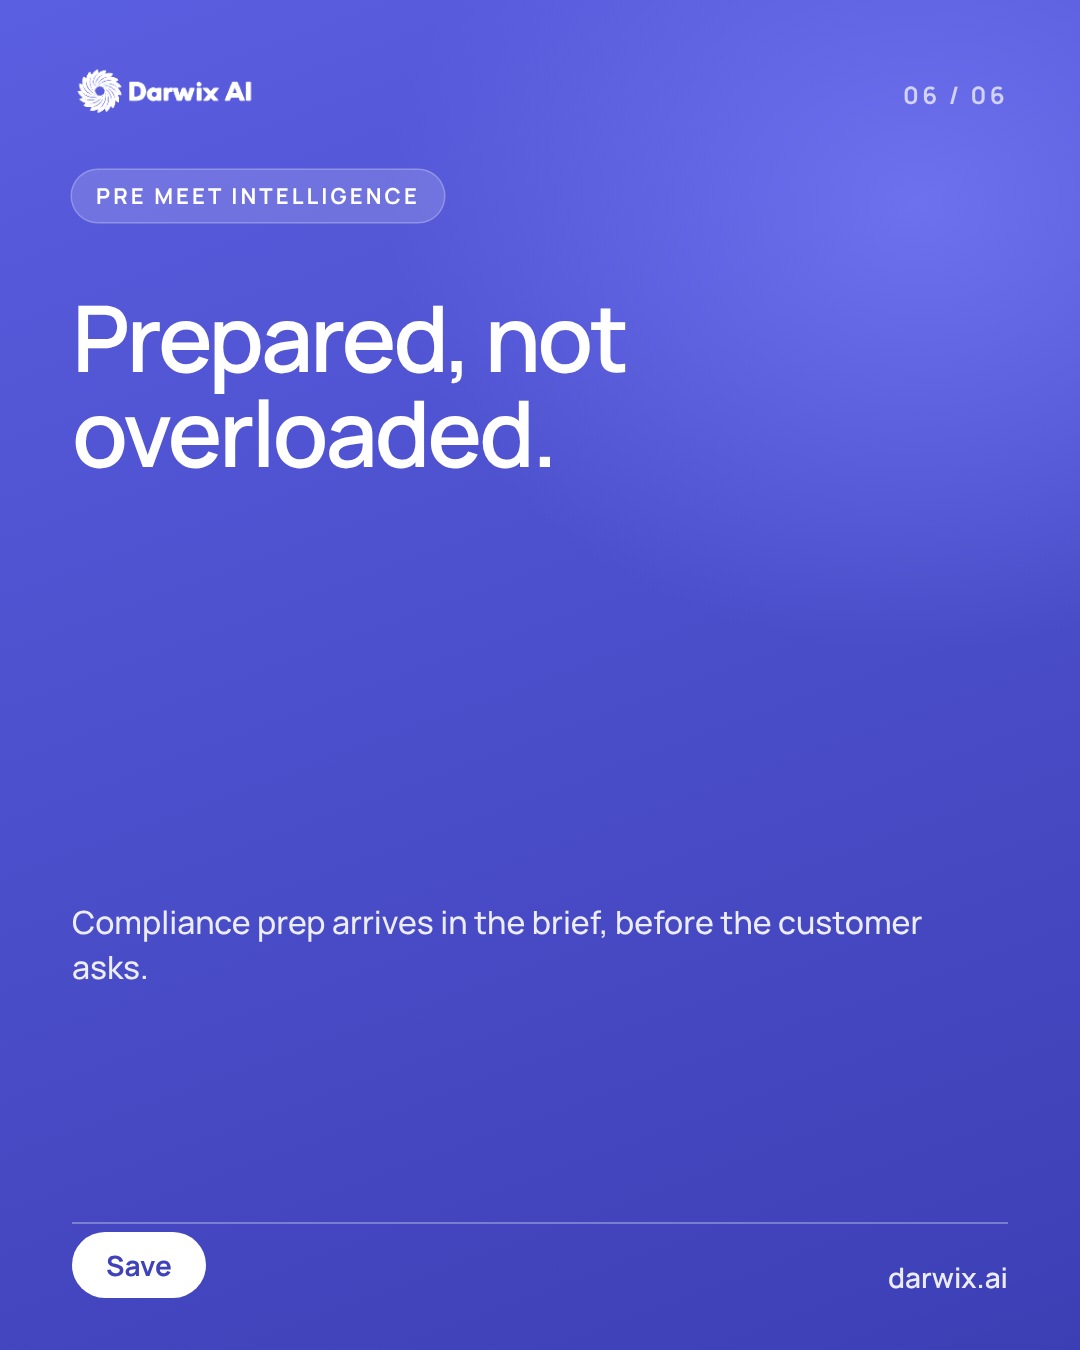 Darwix AI
06 / 06
PRE MEET INTELLIGENCE
Prepared, not
overloaded.
Compliance prep arrives in the brief, before the customer
asks.
Save
darwix.ai